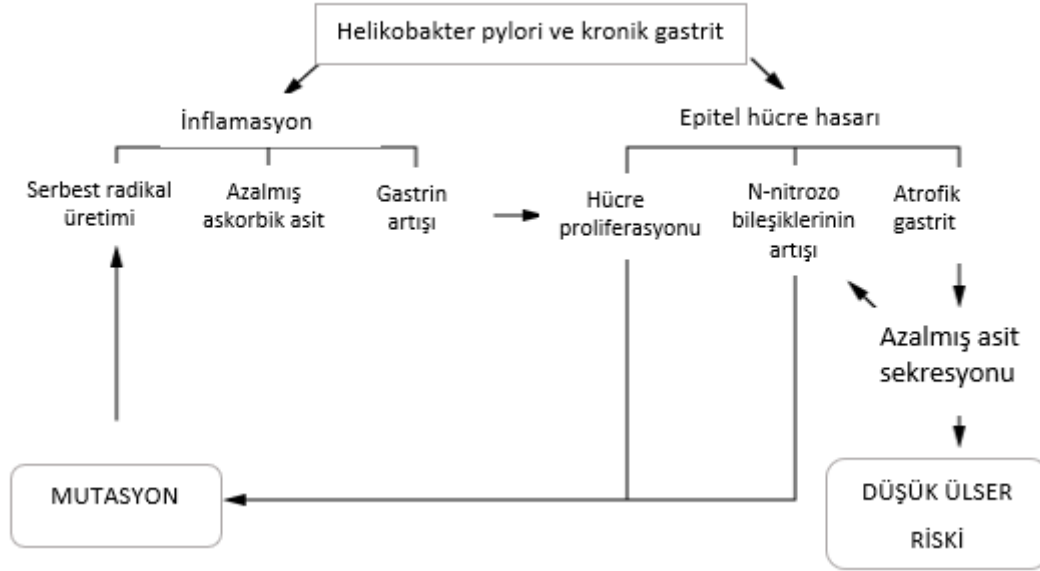 Helikobakter pylori ve kronik gastrit
İnflamasyon
Epitel hücre hasarı
Serbest radikal
üretimi
Azalmış
askorbik asit
Gastrin
artışı
Hücre
proliferasyonu
N-nitrozo
bileşiklerinin
artışı
Atrofik
gastrit
Azalmış asit
sekresyonu
MUTASYON
DÜŞÜK ÜLSER
RİSKİ